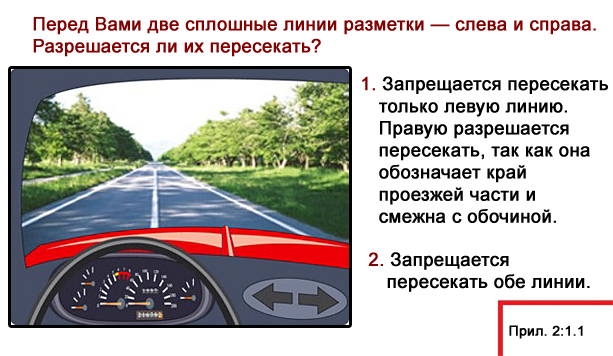 Перед Вами две сплошные линии разметки — слева и справа.
Разрешается ли их пересекать?
1. Запрещается пересекать
только левую линию.
Правую разрешается
пересекать, так как она
обозначает край
проезжей части и
смежна с обочиной.
2. Запрещается
пересекать обе линии.
Прил. 2:1.1